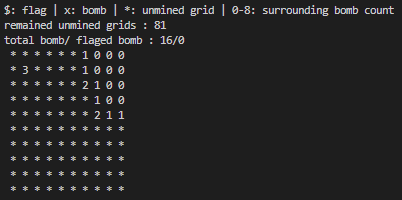 $: flag | x: bomb | *: unmined grid | 0-8: surrounding bomb count
remained unmined grids : 81
total bomb/ flaged bomb : 16/0
* * * * * * 1 0 0 0
* 3 * * * * 1 0 0 0
* * * * * * 2 1 0 0
* * * * * * * 1 0 0
* * * * * * * 2 1 1
* * * * * * * * * *
* * * * * * * * * *
* * * * * * * * * *
* * * * * * * * * *
* * * * * * * * * *